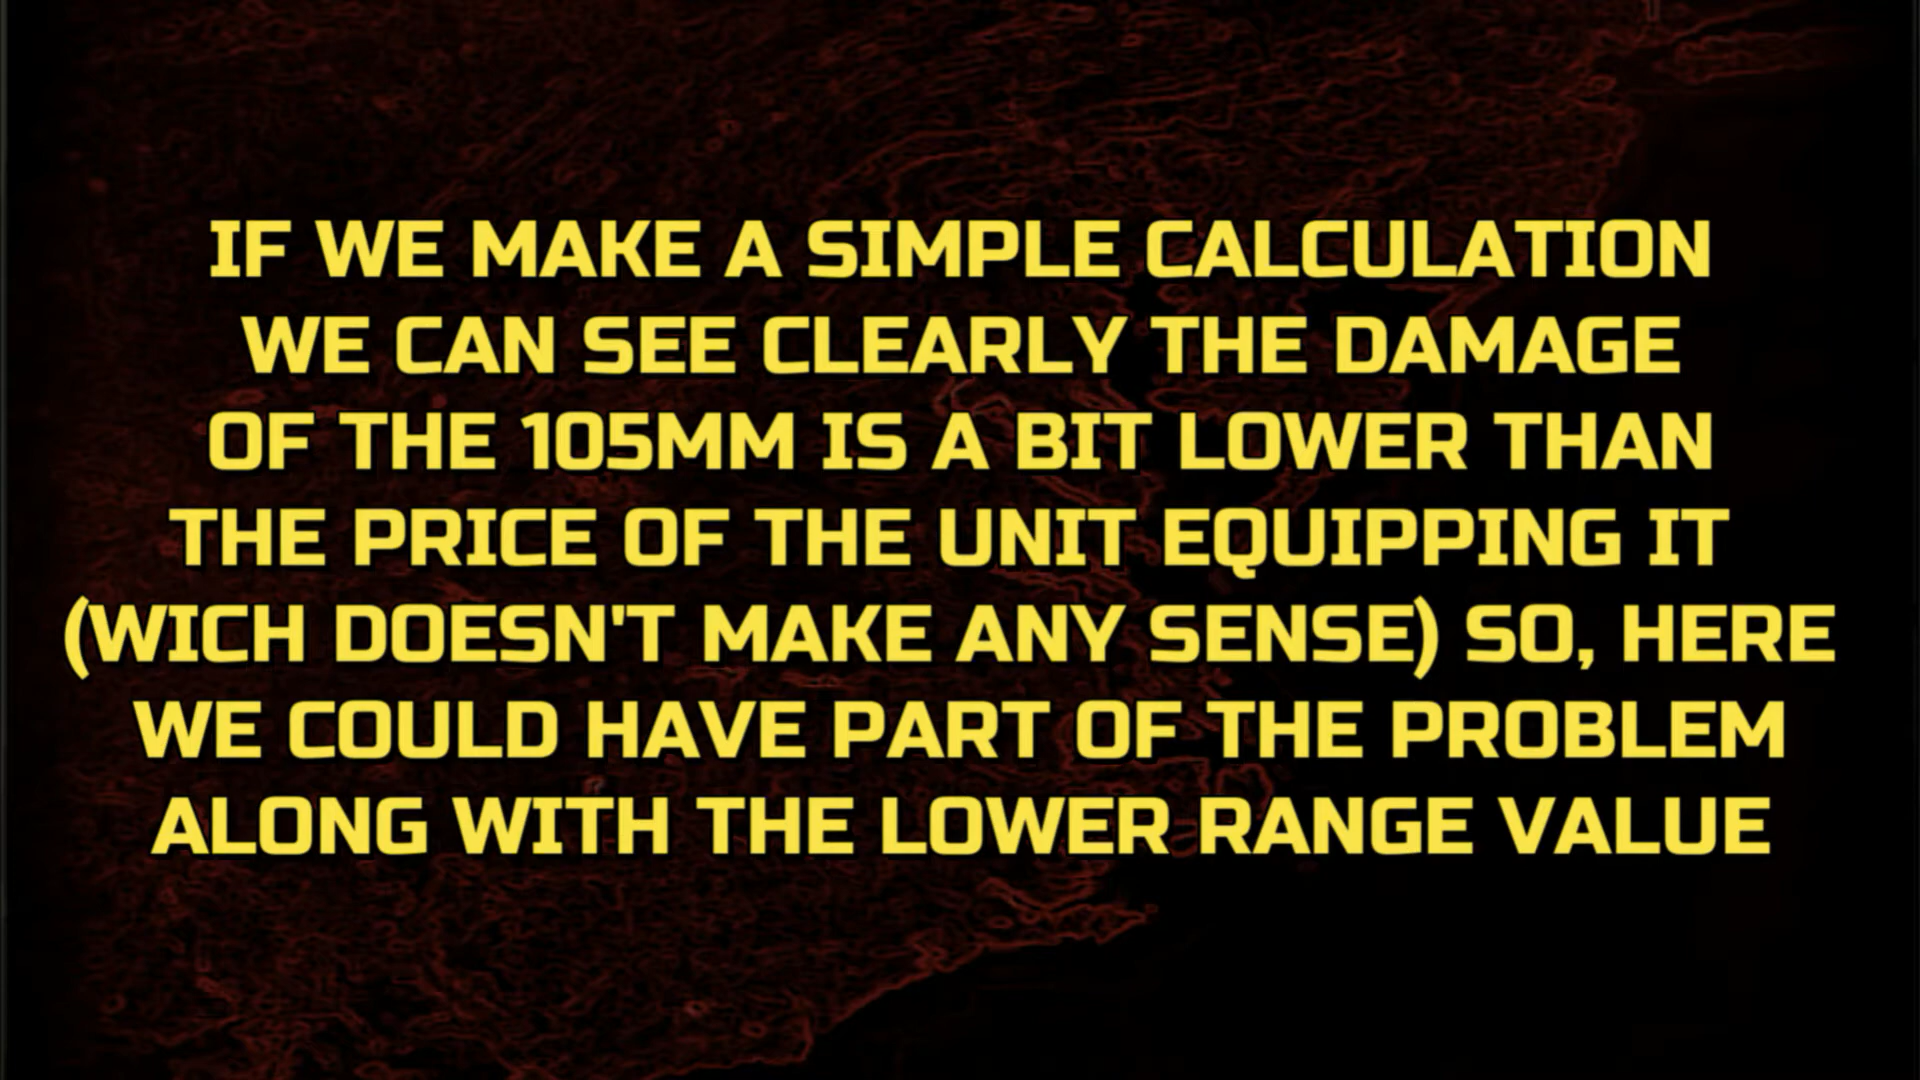 IF WE MAKE A SIMPLE CALCULATION
WE CAN SEE CLEARLY THE DAMAGE
OF THE 105MM IS A BIT LOWER THAN
THE PRICE OF THE UNIT EQUIPPING IT
(WICH DOESN'T MAKE ANY SENSE) SO, HERE
WE COULD HAVE PART OF THE PROBLEM
ALONG WITH THE LOWER RANGE VALUE